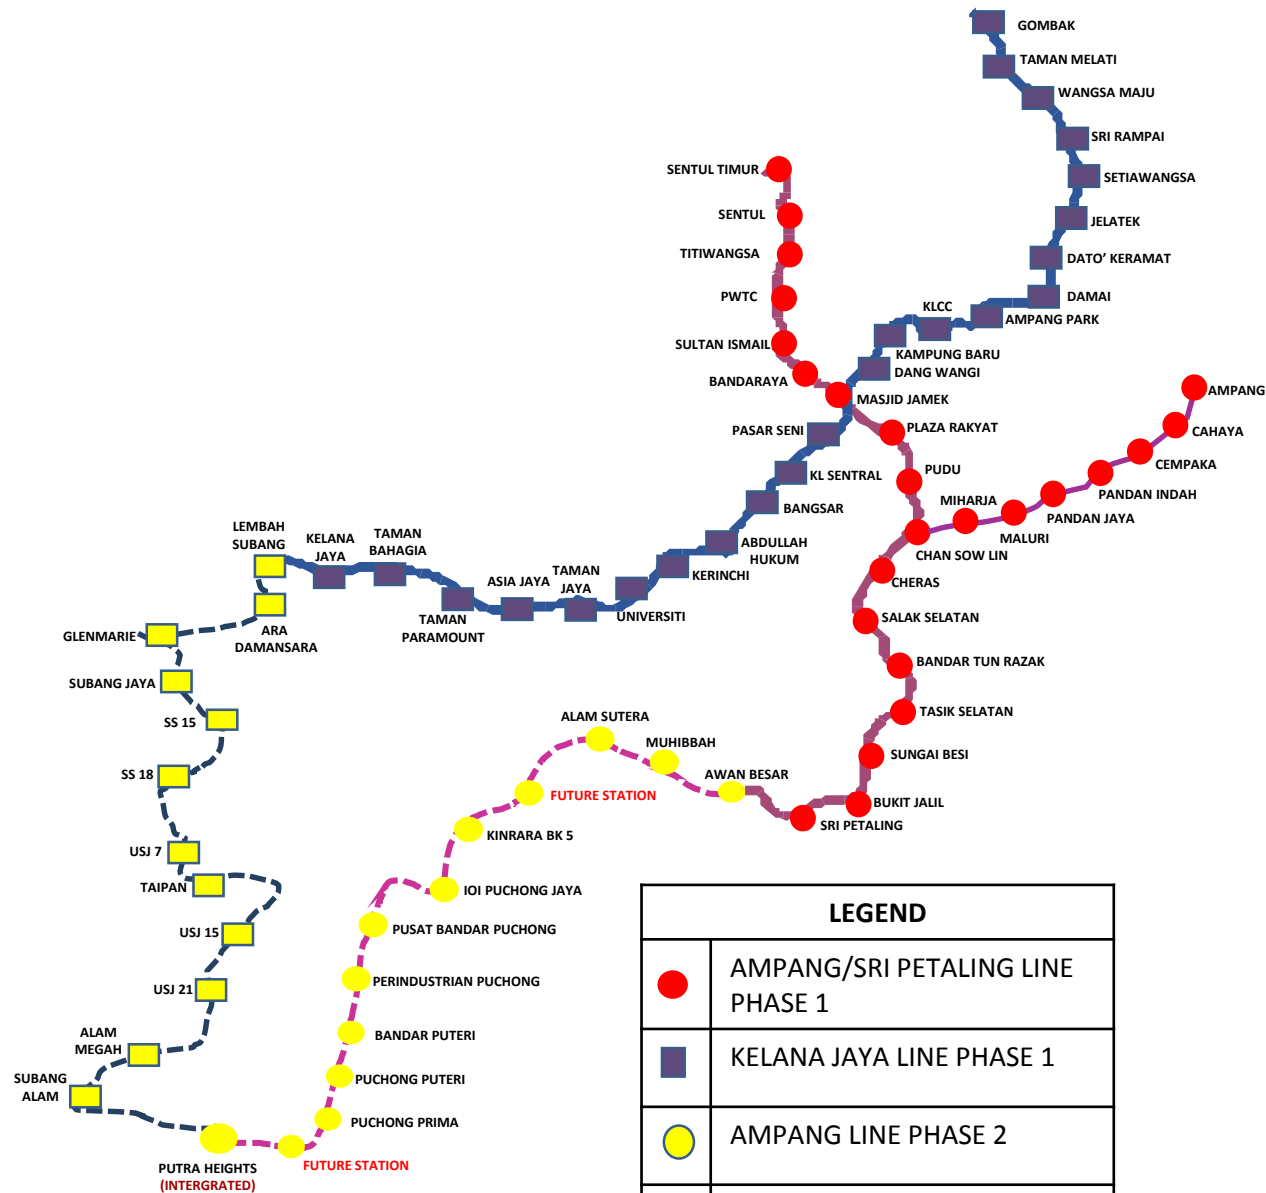 GOMBAK
TAMAN MELATI
WANGSA MAJU
SRI RAMPAI
SENTUL TIMUR
SETIAWANGSA
SENTUL
JELATEK
TITIWANGSA
DATO' KERAMAT
PWTC
DAMAI
KLCC
AMPANG PARK
SULTAN ISMAIL
KAMPUNG BARU
DANG WANGI
BANDARAYA
AMPANG
MASJID JAMEK
PASAR SENI
PLAZA RAKYAT
CAHAYA
CEMPAKA
KL SENTRAL
PUDU
PANDAN INDAH
MIHARJA
BANGSAR
PANDAN JAYA
MALURI
CHAN SOW LIN
LEMBAH
SUBANG
KELANA
JAYA
TAMAN
BAHAGIA
ABDULLAH
HUKUM
KERINCHI
CHERAS
ASIA JAYA
TAMAN
JAYA
TAMAN
PARAMOUNT
UNIVERSITI
SALAK SELATAN
ARA
DAMANSARA
GLENMARIE
BANDAR TUN RAZAK
SUBANG JAYA
TASIK SELATAN
SS 15
ALAM SUTERA
MUHIBBAH
SUNGAI BESI
SS 18
AWAN BESAR
FUTURE STATION
BUKIT JALIL
SRI PETALING
KINRARA BK 5
USJ 7
TAIPAN
IOI PUCHONG JAYA
USJ 15
PUSAT BANDAR PUCHONG
USJ 21
PERINDUSTRIAN PUCHONG
ALAM
MEGAH
BANDAR PUTERI
SUBANG
ALAM
PUCHONG PUTERI
PUCHONG PRIMA
PUTRA HEIGHTS
(INTERGRATED)
FUTURE STATION
LEGEND
AMPANG/SRI PETALING LINE
PHASE 1
KELANA JAYA LINE PHASE 1
AMPANG LINE PHASE 2